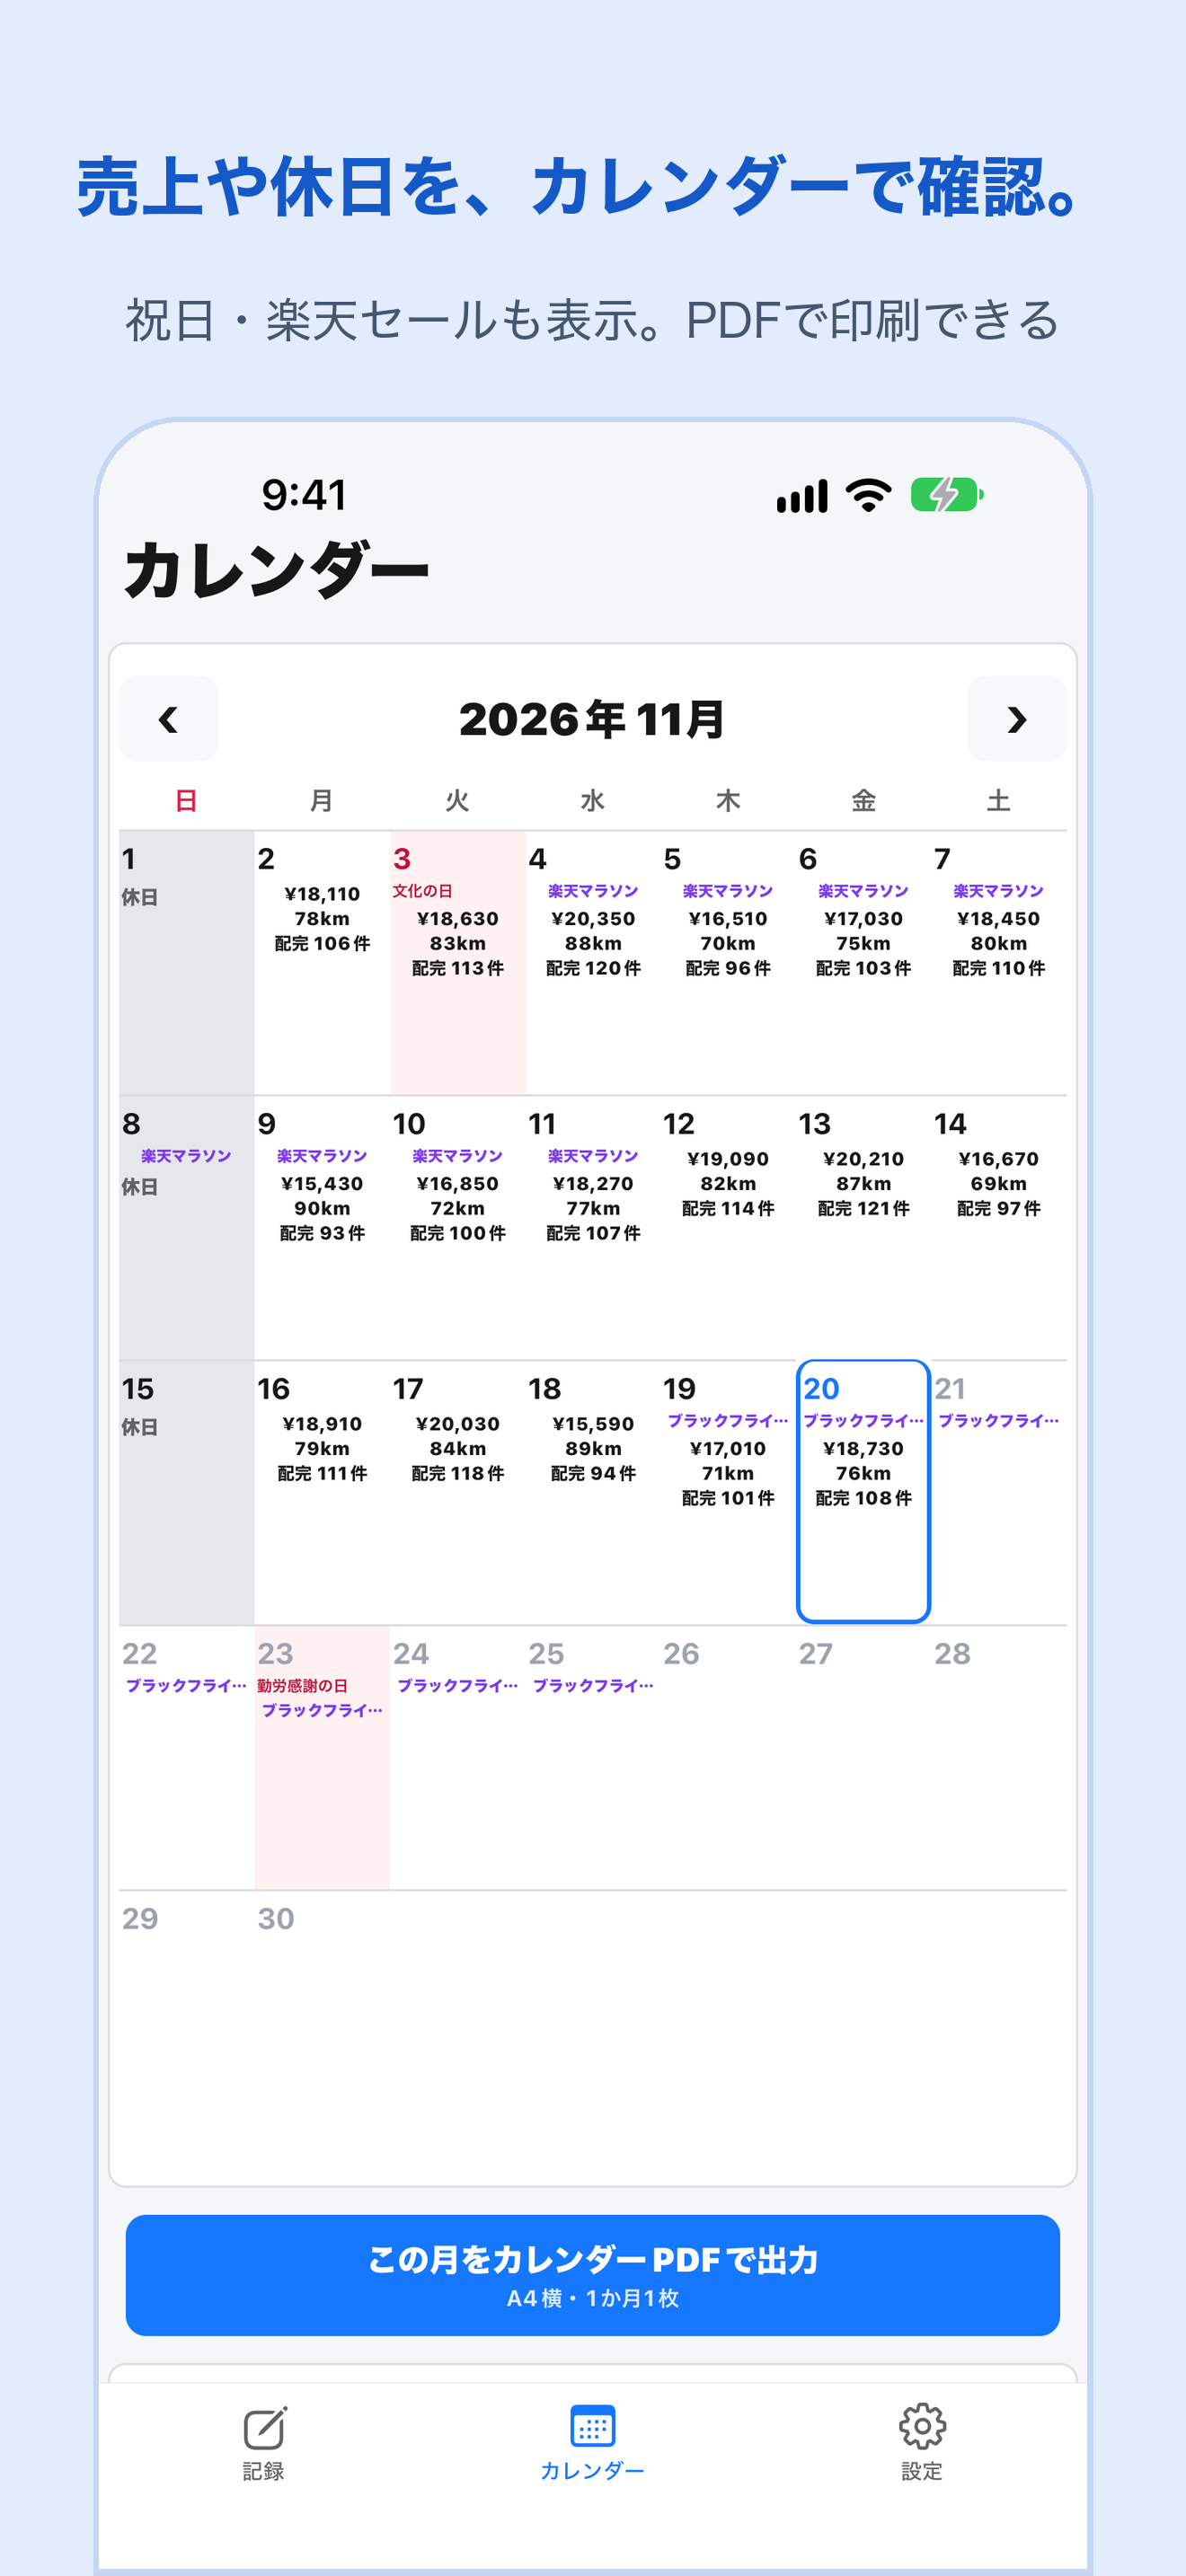 売上や休日を、カレンダーで確認。
祝日・楽天セールも表示。PDFで印刷できる
9:41
カレンダー
‹ 2026年 11月 ›
日 月 火 水 木 金 土
1
休日
2
¥18,110
78km
配完 106件
3
文化の日
¥18,630
83km
配完 113件
4
楽天マラソン
¥20,350
88km
配完 120件
5
楽天マラソン
¥16,510
70km
配完 96件
6
楽天マラソン
¥17,030
75km
配完 103件
7
楽天マラソン
¥18,450
80km
配完 110件
8
楽天マラソン
休日
9
楽天マラソン
¥15,430
90km
配完 93件
10
楽天マラソン
¥16,850
72km
配完 100件
11
楽天マラソン
¥18,270
77km
配完 107件
12
¥19,090
82km
配完 114件
13
¥20,210
87km
配完 121件
14
¥16,670
69km
配完 97件
15
休日
16
¥18,910
79km
配完 111件
17
¥20,030
84km
配完 118件
18
¥15,590
89km
配完 94件
19
ブラックフライ…
¥17,010
71km
配完 101件
20
ブラックフライ…
¥18,730
76km
配完 108件
21
ブラックフライ…
22
ブラックフライ…
23
勤労感謝の日
ブラックフライ…
24
ブラックフライ…
25
ブラックフライ…
26
27
28
29
30
この月をカレンダーPDFで出力
A4横・1か月1枚
記録 カレンダー 設定